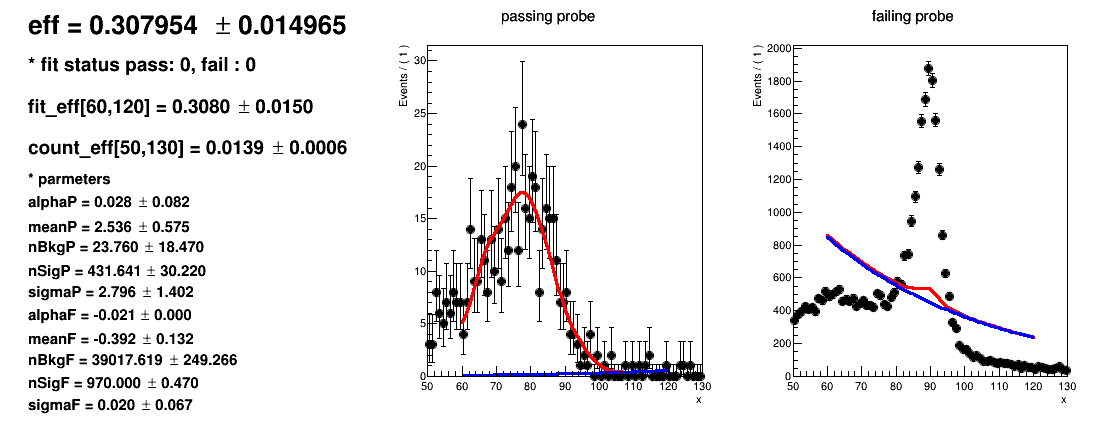 eff = 0.307954 ± 0.014965
* fit status pass: 0, fail : 0
fit_eff[60,120] = 0.3080 ± 0.0150
count_eff[50,130] = 0.0139 ± 0.0006
* parmeters
alphaP = 0.028 ± 0.082
meanP = 2.536 ± 0.575
nBkgP = 23.760 ± 18.470
nSigP = 431.641 ± 30.220
sigmaP = 2.796 ± 1.402
alphaF = -0.021 ± 0.000
meanF = -0.392 ± 0.132
nBkgF = 39017.619 ± 249.266
nSigF = 970.000 ± 0.470
sigmaF = 0.020 ± 0.067
passing probe
Events / ( 1 )
30
25
20
15
10
5
0
50 60 70 80 90 100 110 120 130
x
failing probe
Events / ( 1 )
2000
1800
1600
1400
1200
1000
800
600
400
200
0
50 60 70 80 90 100 110 120 130
x